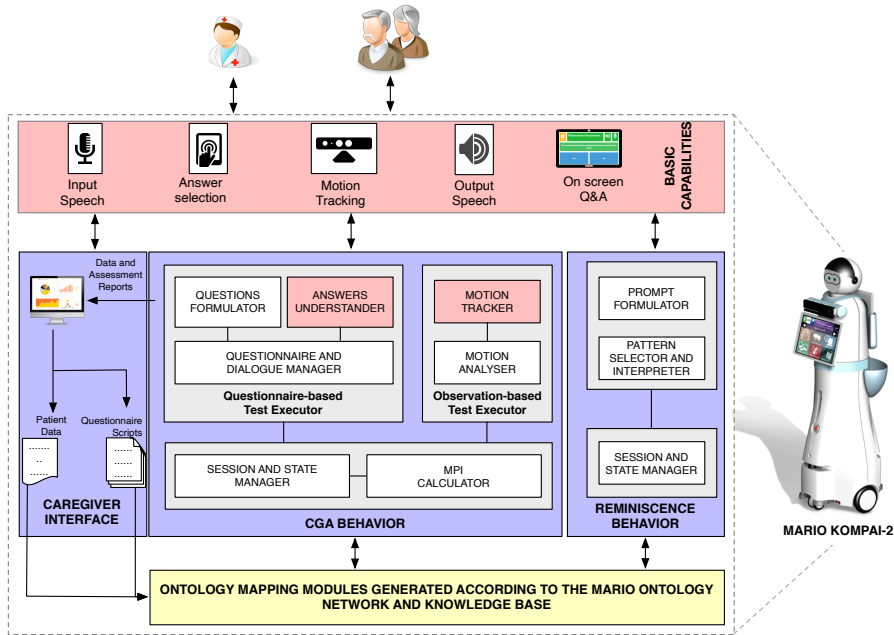 Input
Speech
Answer
selection
Motion
Tracking
Output
Speech
On screen
Q&A
BASIC
CAPABILITIES
Data and
Assessment
Reports
Patient
Data
Questionnaire
Scripts
CAREGIVER
INTERFACE
QUESTIONS
FORMULATOR
ANSWERS
UNDERSTANDER
QUESTIONNAIRE AND
DIALOGUE MANAGER
Questionnaire-based
Test Executor
MOTION
TRACKER
MOTION
ANALYSER
Observation-based
Test Executor
SESSION AND STATE
MANAGER
MPI
CALCULATOR
CGA BEHAVIOR
PROMPT
FORMULATOR
PATTERN
SELECTOR AND
INTERPRETER
SESSION AND
STATE MANAGER
REMINISCENCE
BEHAVIOR
MARIO KOMPAI-2
ONTOLOGY MAPPING MODULES GENERATED ACCORDING TO THE MARIO ONTOLOGY
NETWORK AND KNOWLEDGE BASE